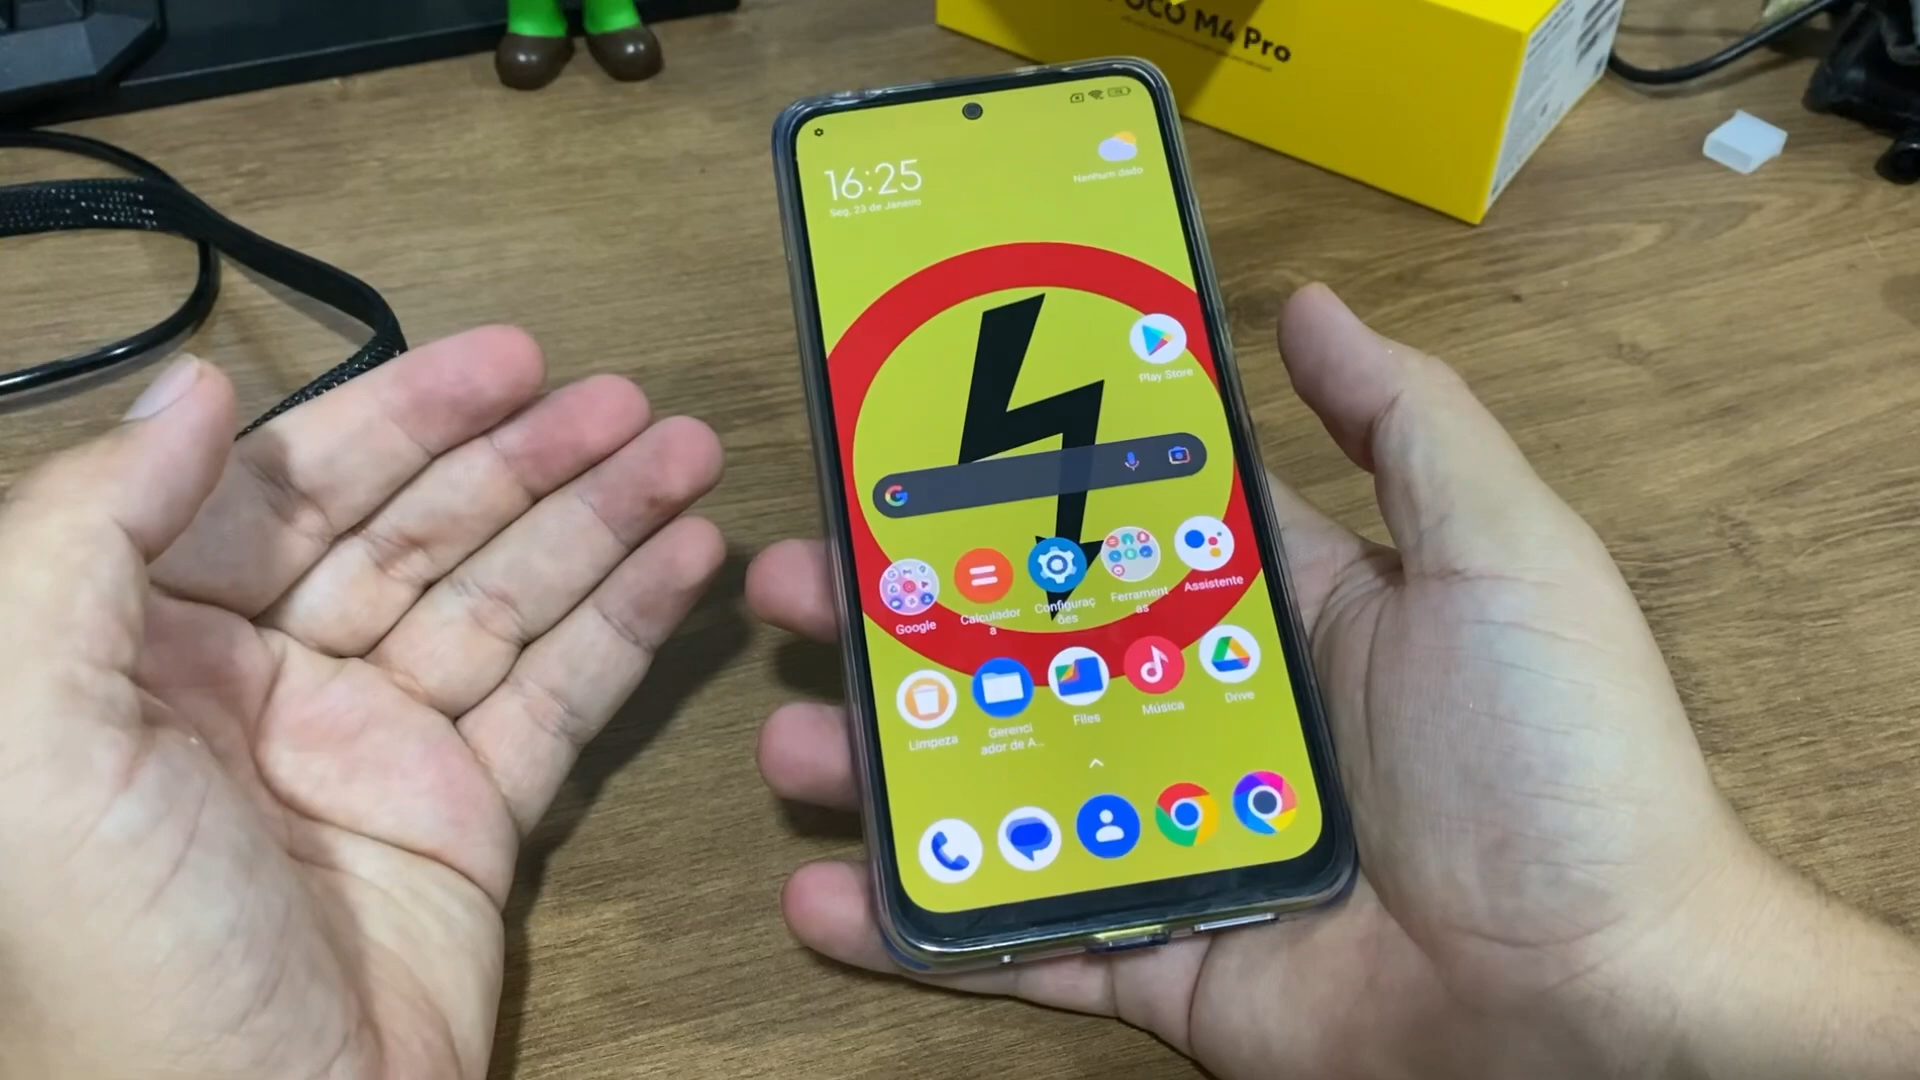 POCO M4 Pro
16:25
Seg, 23 de Janeiro
Nenhum dado
Play Store
Google
Calculador
a
Configuraç
ões
Ferrament
as
Assistente
Limpeza
Gerenci
ador de A...
Files
Música
Drive